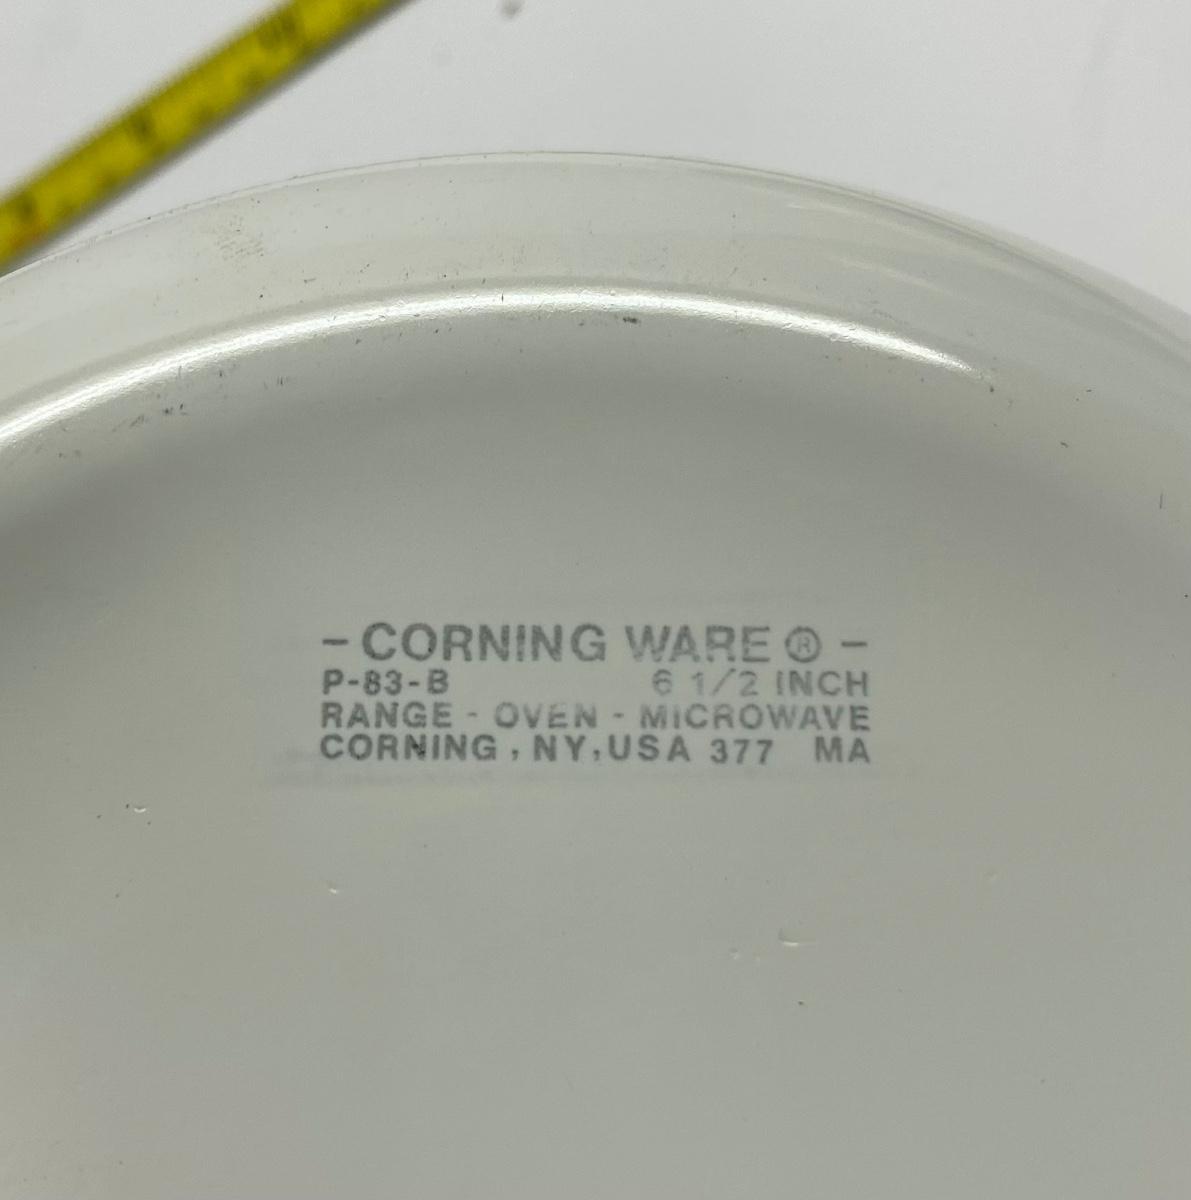 - CORNING WARE ® -
P-83-B 6 1/2 INCH
RANGE - OVEN - MICROWAVE
CORNING , NY, USA 377 MA